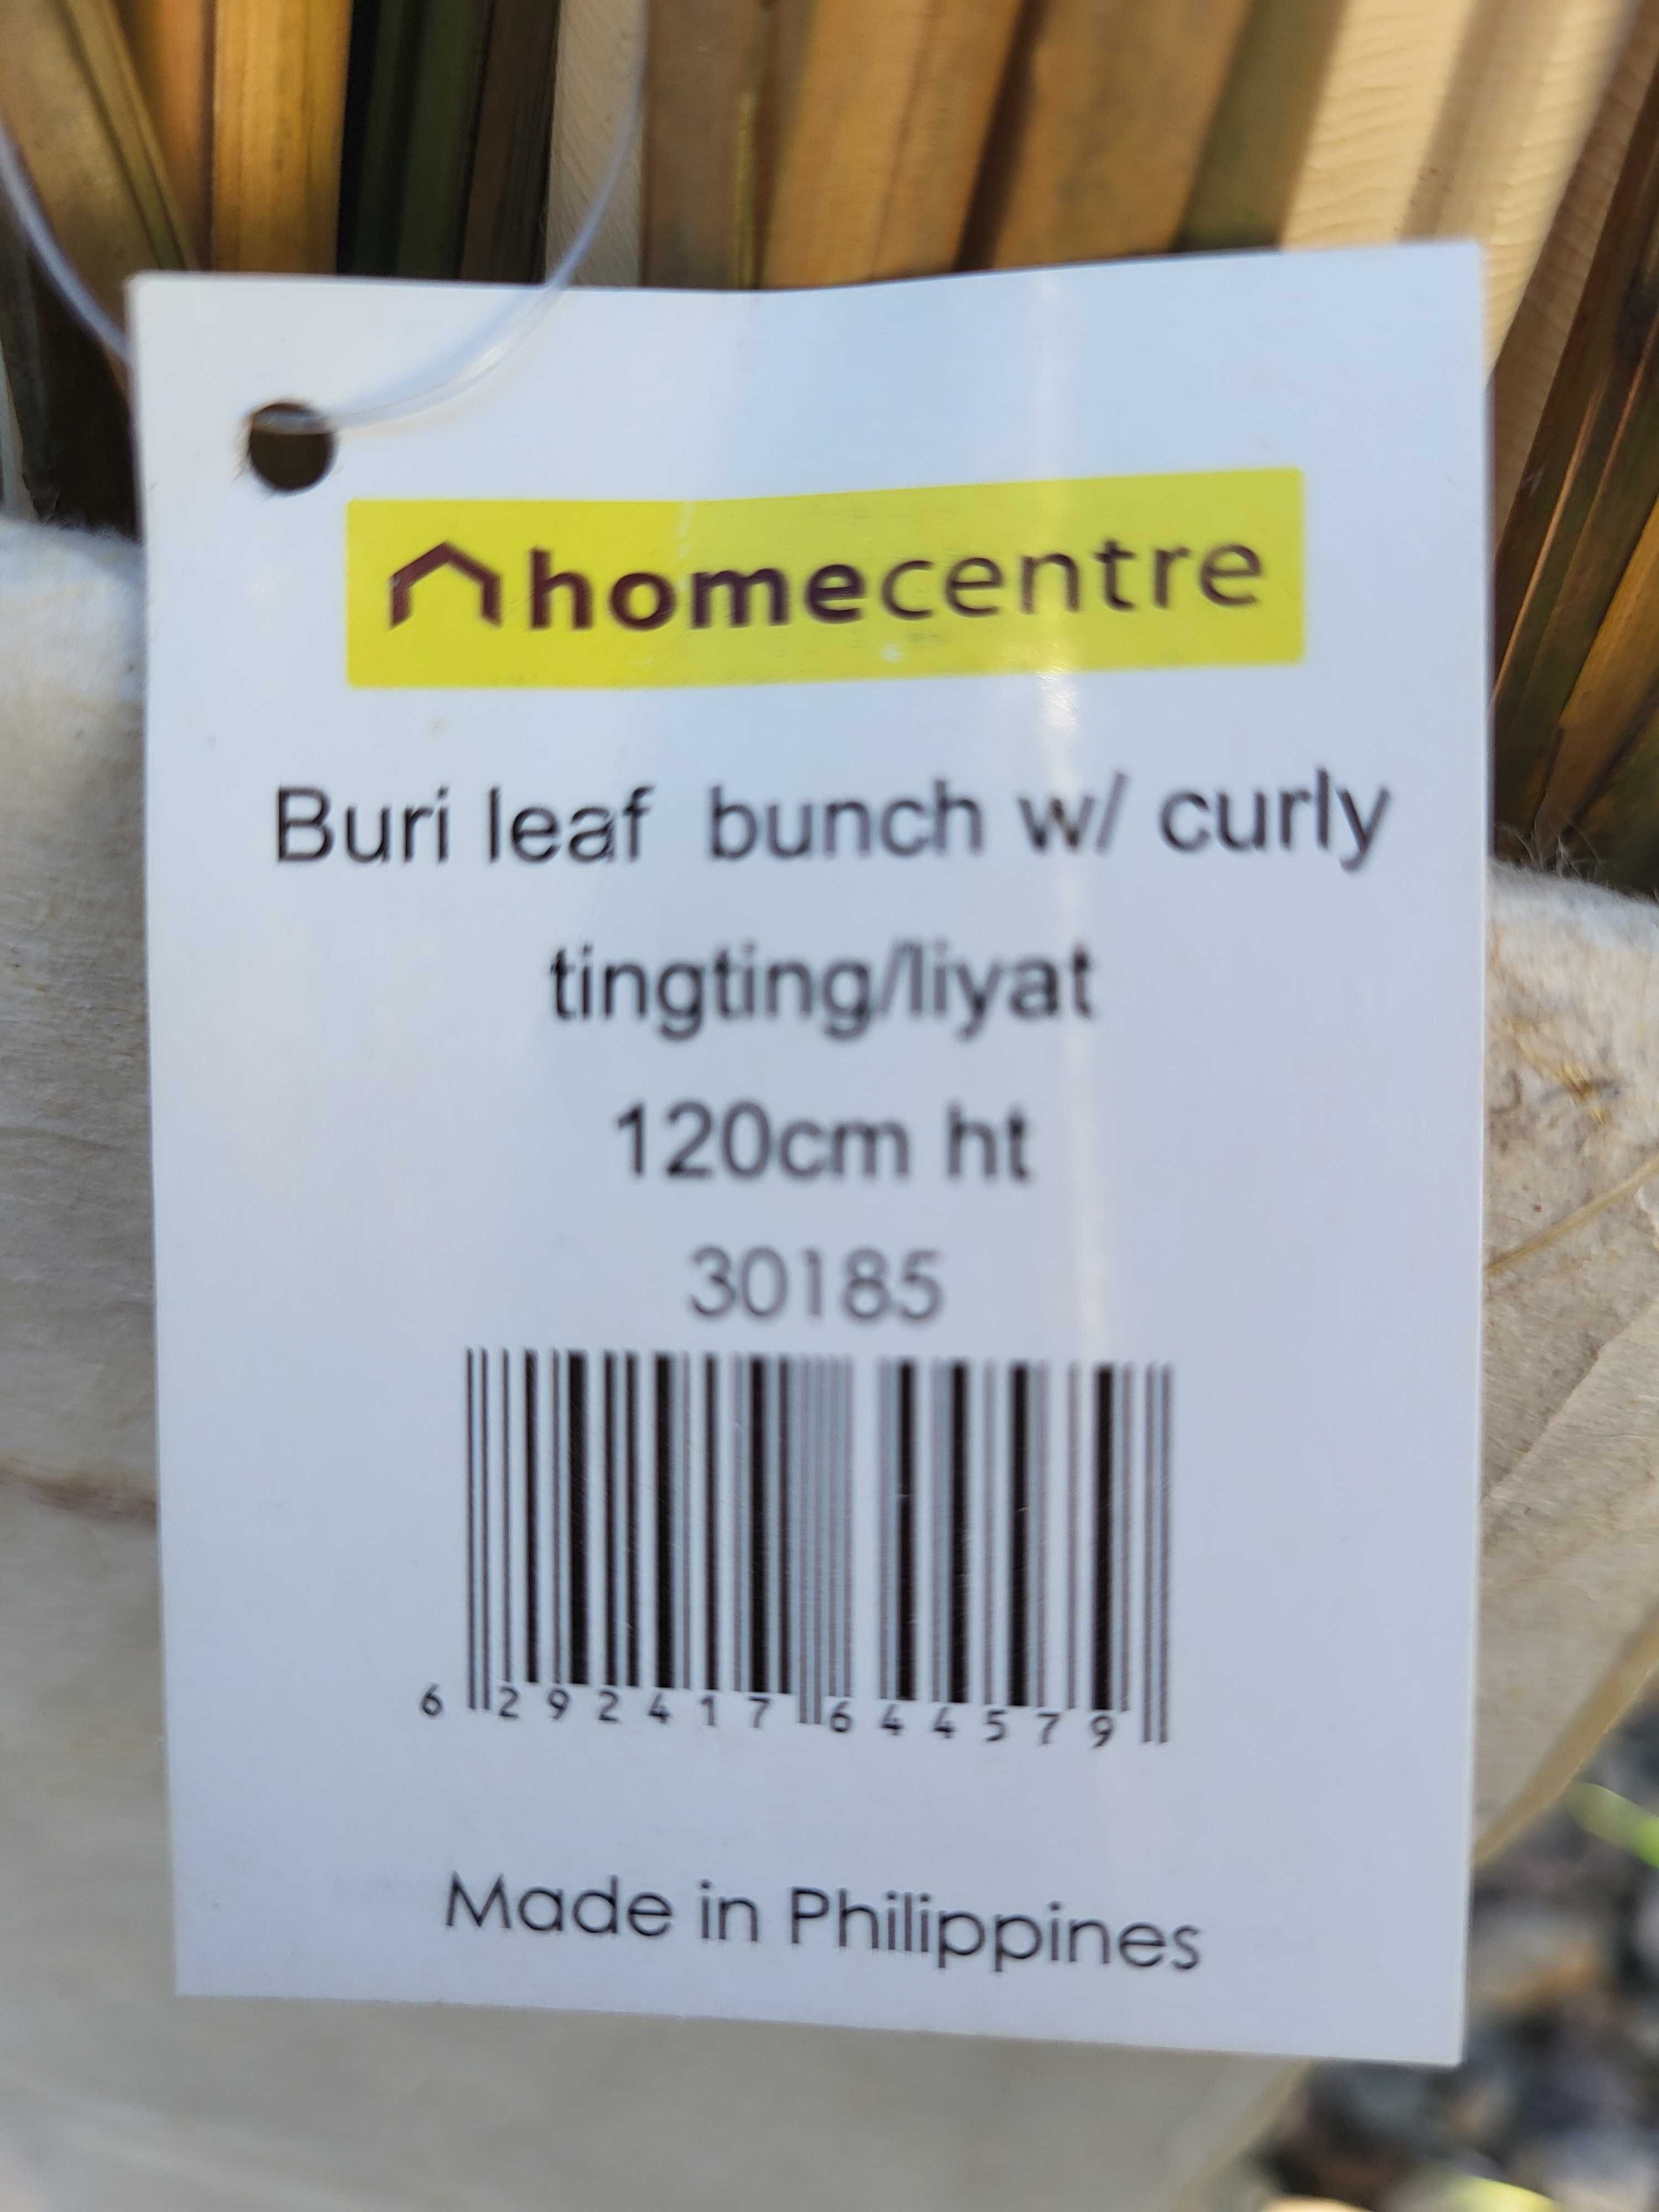 homecentre
Buri leaf bunch w/ curly
tingting/liyat
120cm ht
30185
6 292417 644579
Made in Philippines